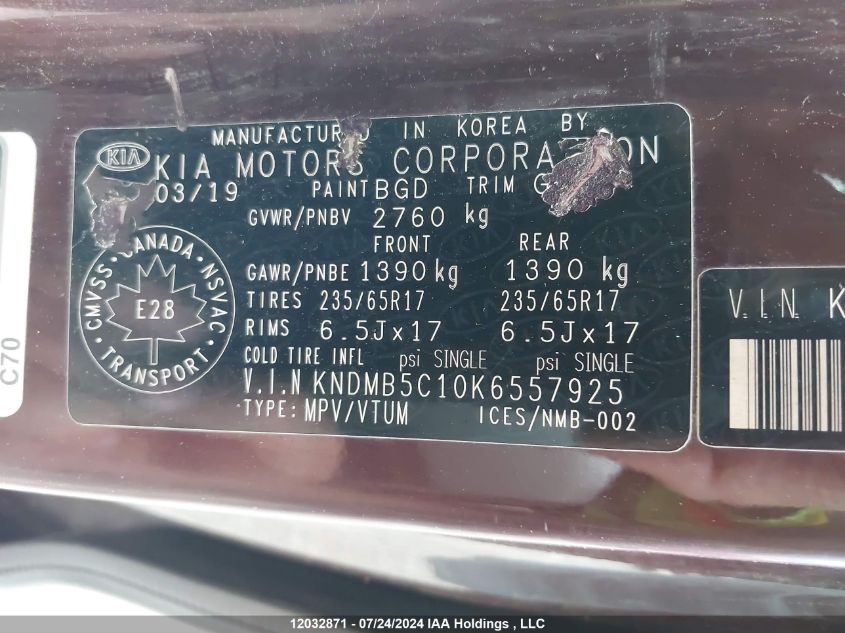 MANUFACTURED IN KOREA BY
KIA KIA MOTORS CORPORATION
03/19 PAINT BGD TRIM
GVWR/PNBV 2760 kg
FRONT REAR
GAWR/PNBE 1390 kg 1390 kg
TIRES 235/65R17 235/65R17
RIMS 6.5Jx17 6.5Jx17
COLD TIRE INFL psi SINGLE psi SINGLE
V.I.N KNDMB5C10K6557925
TYPE: MPV/VTUM ICES/NMB-002
CANADA · NSVAC · TRANSPORT · CMVSS
E28
C70
V.I.N K
12032871 - 07/24/2024 IAA Holdings , LLC